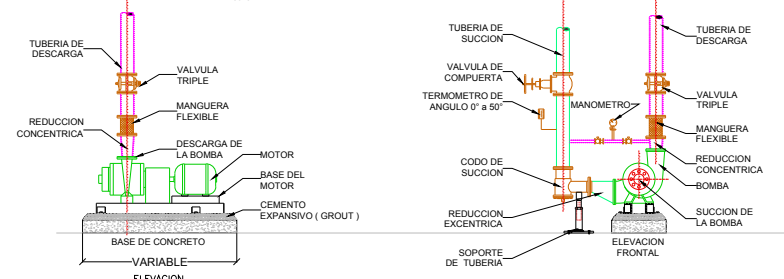 TUBERIA DE
DESCARGA
VALVULA
TRIPLE
MANGUERA
FLEXIBLE
REDUCCION
CONCENTRICA
DESCARGA DE
LA BOMBA
MOTOR
BASE DEL
MOTOR
CEMENTO
EXPANSIVO ( GROUT )
BASE DE CONCRETO
VARIABLE
ELEVACION
TUBERIA DE
SUCCION
VALVULA DE
COMPUERTA
TERMOMETRO DE
ANGULO 0° a 50°
MANOMETRO
CODO DE
SUCCION
REDUCCION
EXCENTRICA
SOPORTE
DE TUBERIA
TUBERIA DE
DESCARGA
VALVULA
TRIPLE
MANGUERA
FLEXIBLE
REDUCCION
CONCENTRICA
BOMBA
SUCCION DE
LA BOMBA
ELEVACION
FRONTAL